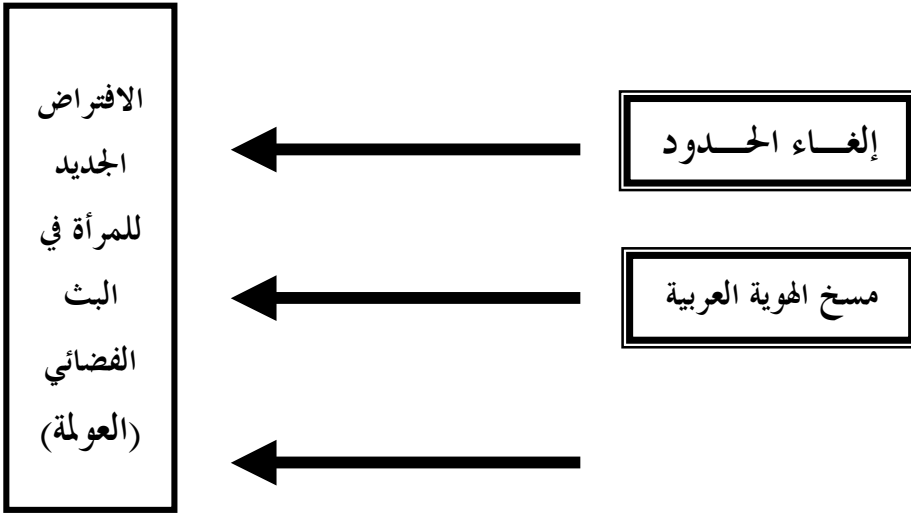 إلغاء الحدود
مسخ الهوية العربية
الافتراض
الجديد
للمرأة في
البث
الفضائي
(العولمة)